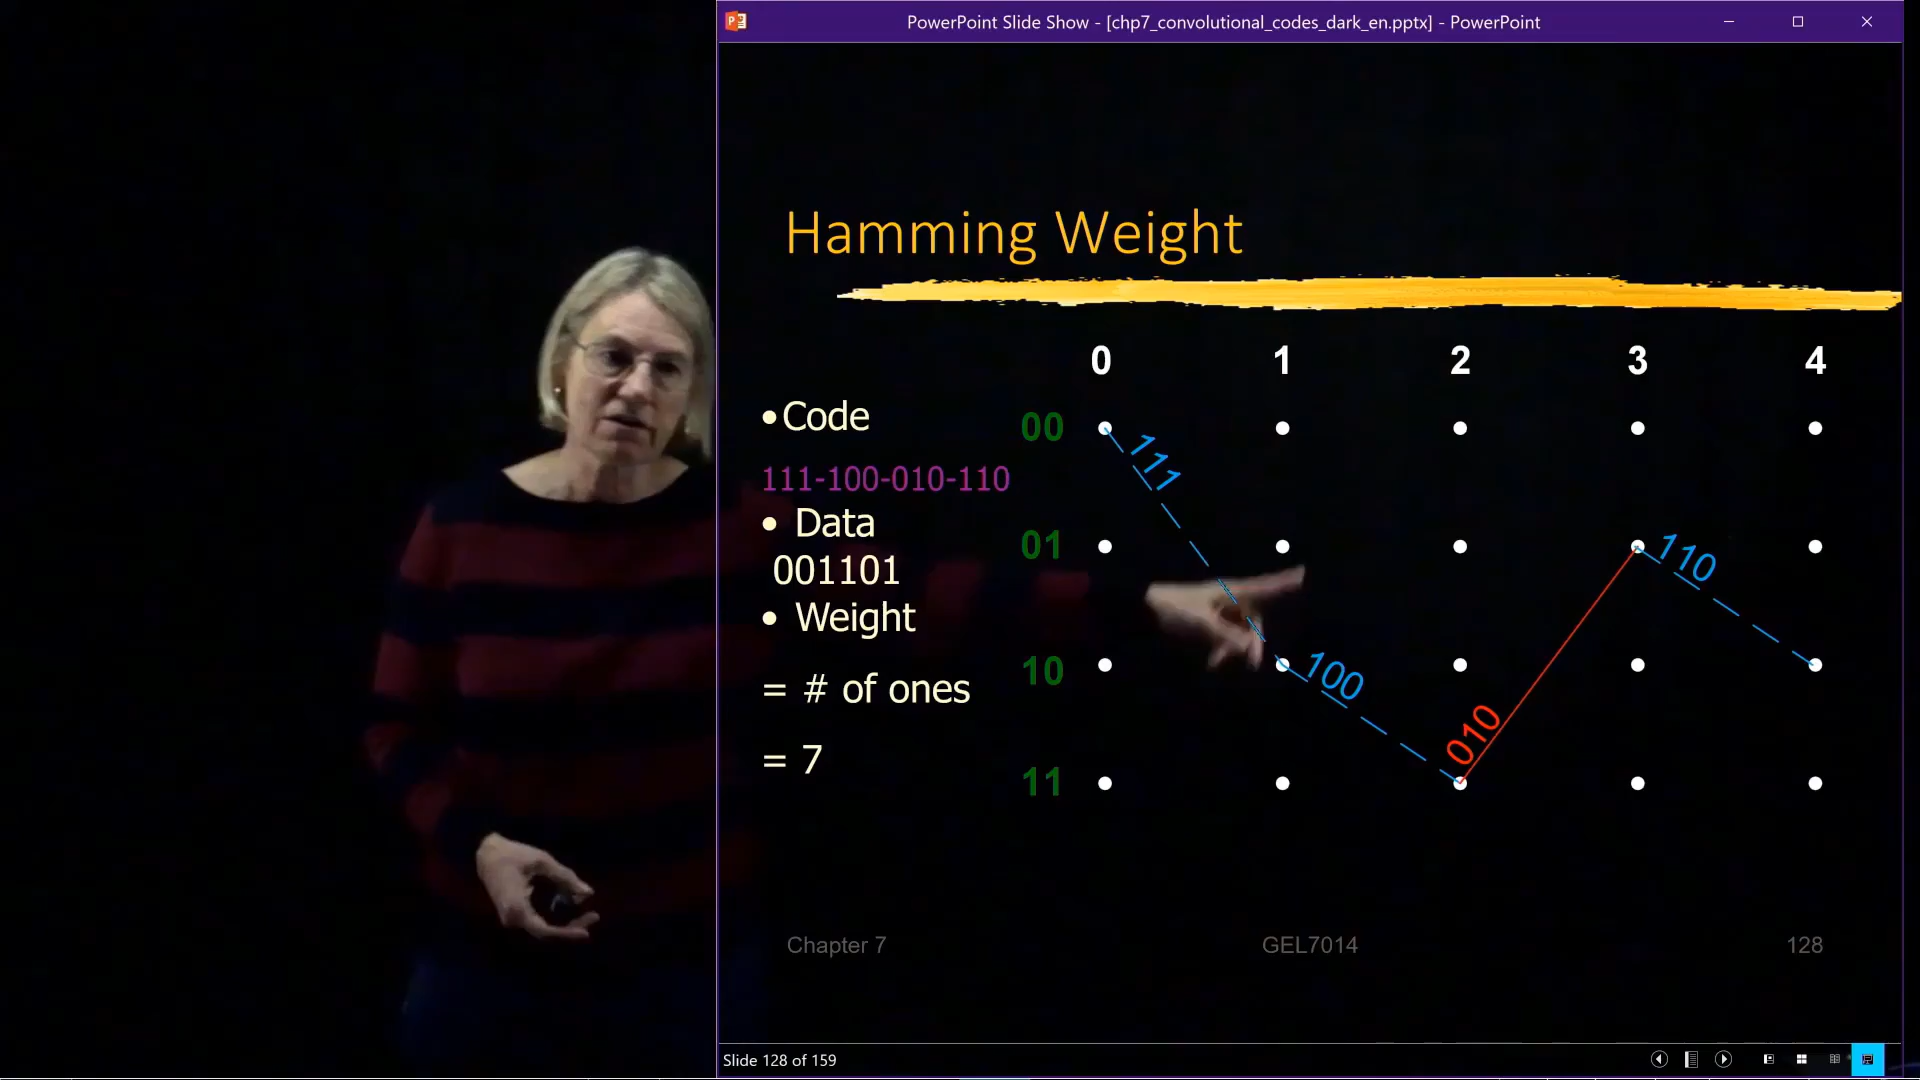 PowerPoint Slide Show - [chp7_convolutional_codes_dark_en.pptx] - PowerPoint
Hamming Weight
0 1 2 3 4
•Code
111-100-010-110
• Data
001101
• Weight
= # of ones
= 7
00
01
10
11
111
100
010
110
Chapter 7 GEL7014 128
Slide 128 of 159